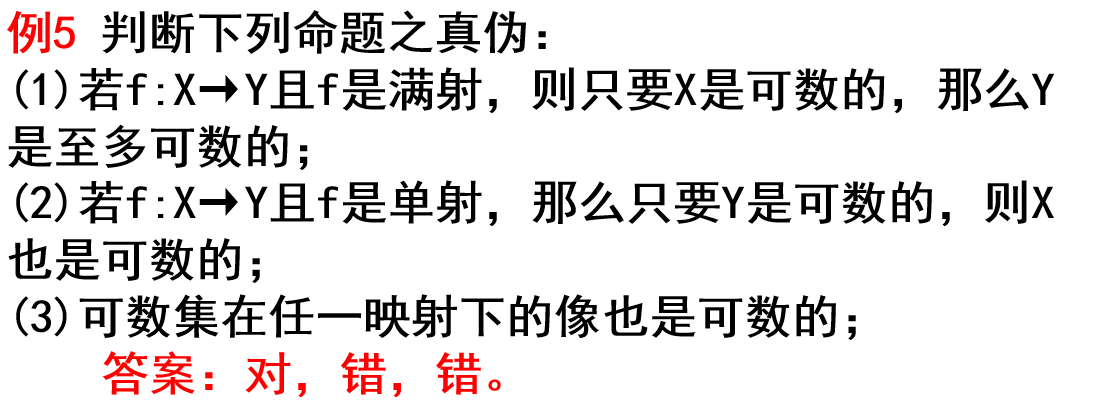 例5 判断下列命题之真伪：
(1)若f:X→Y且f是满射，则只要X是可数的，那么Y
是至多可数的；
(2)若f:X→Y且f是单射，那么只要Y是可数的，则X
也是可数的；
(3)可数集在任一映射下的像也是可数的；
答案：对，错，错。